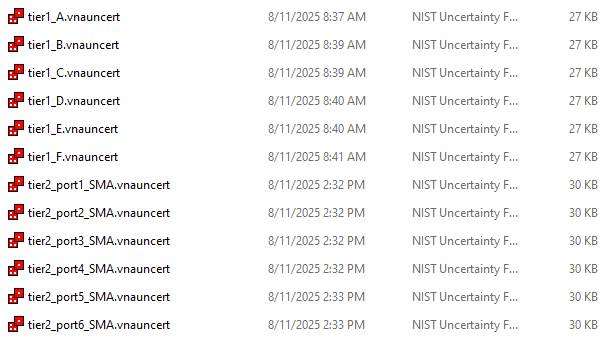 tier1_A.vnauncert 8/11/2025 8:37 AM NIST Uncertainty F... 27 KB
tier1_B.vnauncert 8/11/2025 8:39 AM NIST Uncertainty F... 27 KB
tier1_C.vnauncert 8/11/2025 8:39 AM NIST Uncertainty F... 27 KB
tier1_D.vnauncert 8/11/2025 8:40 AM NIST Uncertainty F... 27 KB
tier1_E.vnauncert 8/11/2025 8:40 AM NIST Uncertainty F... 27 KB
tier1_F.vnauncert 8/11/2025 8:41 AM NIST Uncertainty F... 27 KB
tier2_port1_SMA.vnauncert 8/11/2025 2:32 PM NIST Uncertainty F... 30 KB
tier2_port2_SMA.vnauncert 8/11/2025 2:32 PM NIST Uncertainty F... 30 KB
tier2_port3_SMA.vnauncert 8/11/2025 2:32 PM NIST Uncertainty F... 30 KB
tier2_port4_SMA.vnauncert 8/11/2025 2:32 PM NIST Uncertainty F... 30 KB
tier2_port5_SMA.vnauncert 8/11/2025 2:33 PM NIST Uncertainty F... 30 KB
tier2_port6_SMA.vnauncert 8/11/2025 2:33 PM NIST Uncertainty F... 30 KB